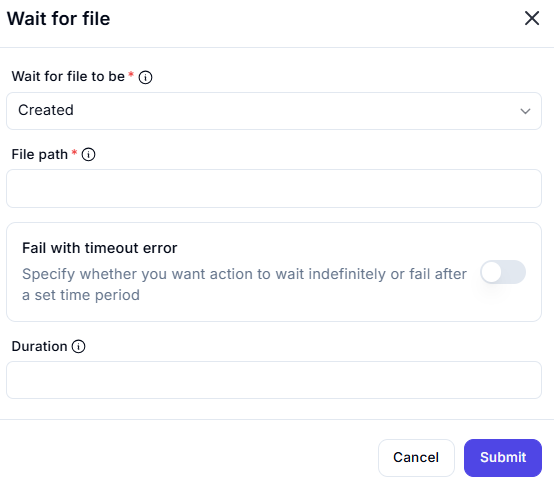 Wait for file
Wait for file to be *
Created
File path *
Fail with timeout error
Specify whether you want action to wait indefinitely or fail after
a set time period
Duration
Cancel Submit